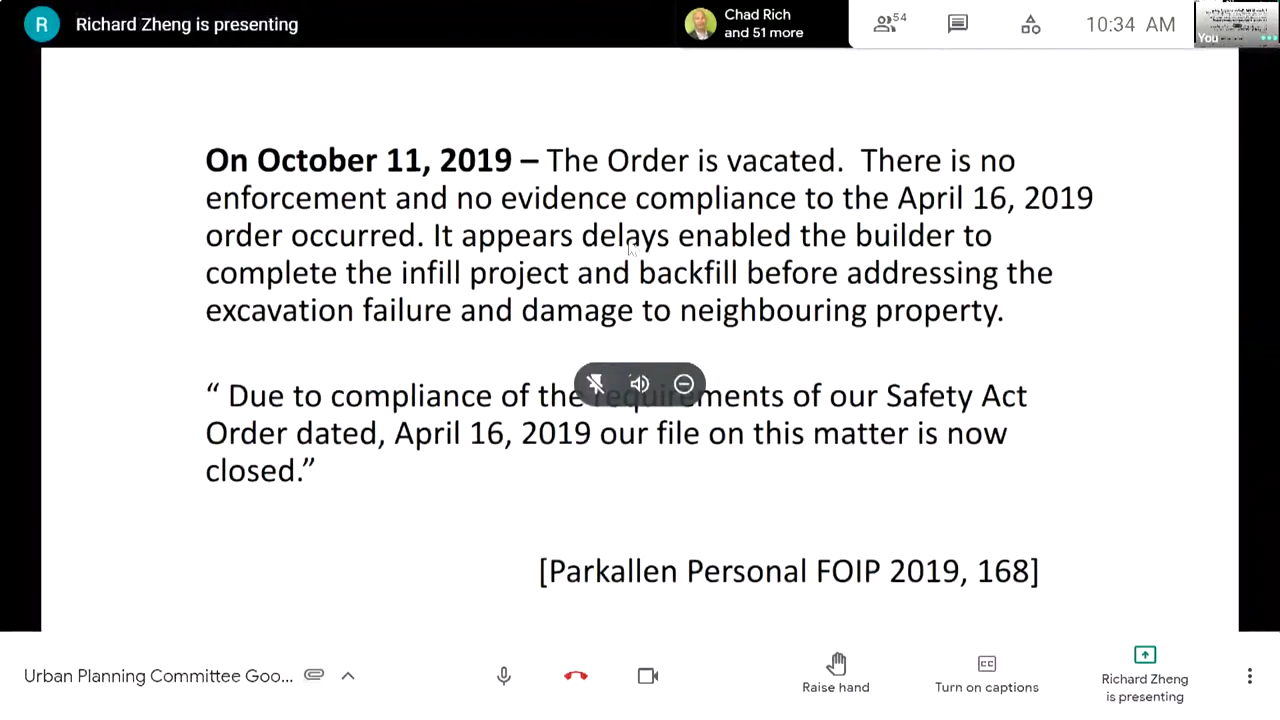 R Richard Zheng is presenting
Chad Rich
and 51 more
54
10:34 AM
You
On October 11, 2019 – The Order is vacated. There is no
enforcement and no evidence compliance to the April 16, 2019
order occurred. It appears delays enabled the builder to
complete the infill project and backfill before addressing the
excavation failure and damage to neighbouring property.
“ Due to compliance of the requirements of our Safety Act
Order dated, April 16, 2019 our file on this matter is now
closed.”
[Parkallen Personal FOIP 2019, 168]
Urban Planning Committee Goo...
Raise hand
CC
Turn on captions
Richard Zheng
is presenting